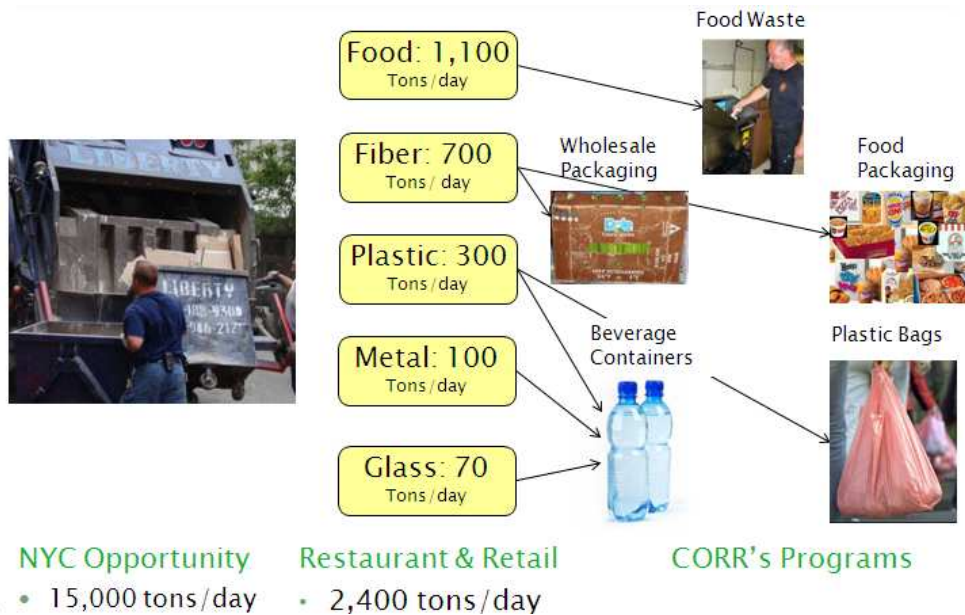 Food Waste
Food: 1,100
Tons/day
Fiber: 700
Tons/ day
Wholesale
Packaging
Food
Packaging
LIBERTY
LIBERTY
Plastic: 300
Tons/day
Beverage
Containers
Plastic Bags
Metal: 100
Tons/day
Glass: 70
Tons/day
NYC Opportunity
Restaurant & Retail
CORR's Programs
• 15,000 tons/day
• 2,400 tons/day